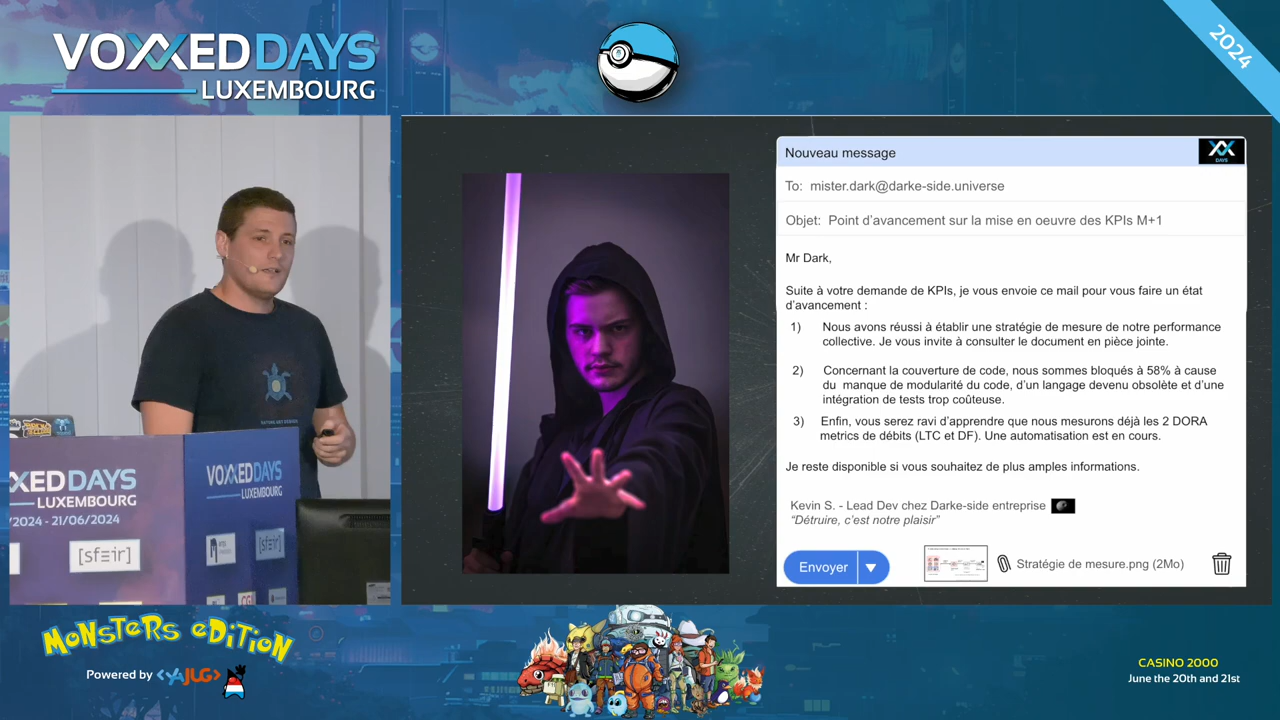 VOXXEDDAYS
LUXEMBOURG
2024
Nouveau message
DAYS
To: mister.dark@darke-side.universe
Objet: Point d'avancement sur la mise en oeuvre des KPIs M+1
Mr Dark,
Suite à votre demande de KPIs, je vous envoie ce mail pour vous faire un état
d'avancement :
1) Nous avons réussi à établir une stratégie de mesure de notre performance
collective. Je vous invite à consulter le document en pièce jointe.
2) Concernant la couverture de code, nous sommes bloqués à 58% à cause
du manque de modularité du code, d'un langage devenu obsolète et d'une
intégration de tests trop coûteuse.
3) Enfin, vous serez ravi d'apprendre que nous mesurons déjà les 2 DORA
metrics de débits (LTC et DF). Une automatisation est en cours.
Je reste disponible si vous souhaitez de plus amples informations.
Kevin S. - Lead Dev chez Darke-side entreprise
"Détruire, c'est notre plaisir"
Envoyer
Stratégie de mesure.png (2Mo)
XEDDAYS
LUXEMBOURG
/2024 - 21/06/2024
[sfeir]
VOXXEDDAYS
LUXEMBOURG
[sfeir]
MONSTERS EDITION
Powered by <YAJUG>
CASINO 2000
June the 20th and 21st